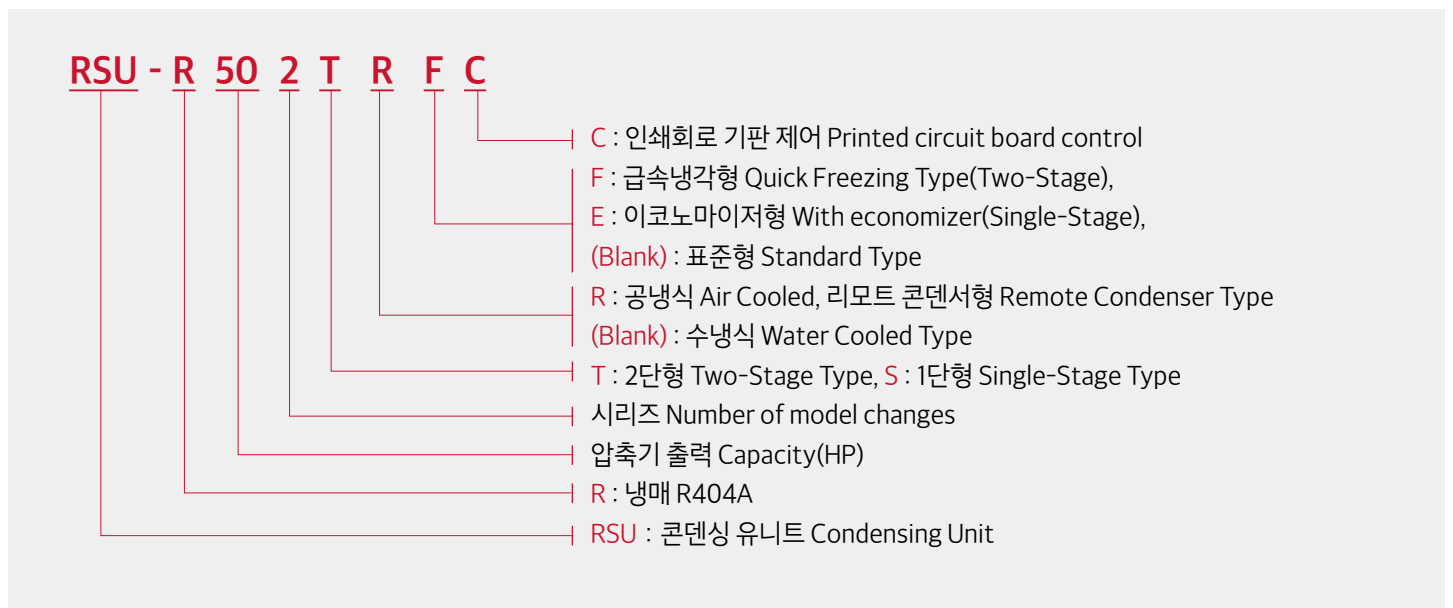 RSU - R 50 2 T R F C
C : 인쇄회로 기판 제어 Printed circuit board control
F : 급속냉각형 Quick Freezing Type(Two-Stage),
E : 이코노마이저형 With economizer(Single-Stage),
(Blank) : 표준형 Standard Type
R : 공냉식 Air Cooled, 리모트 콘덴서형 Remote Condenser Type
(Blank) : 수냉식 Water Cooled Type
T : 2단형 Two-Stage Type, S : 1단형 Single-Stage Type
시리즈 Number of model changes
압축기 출력 Capacity(HP)
R : 냉매 R404A
RSU : 콘덴싱 유니트 Condensing Unit